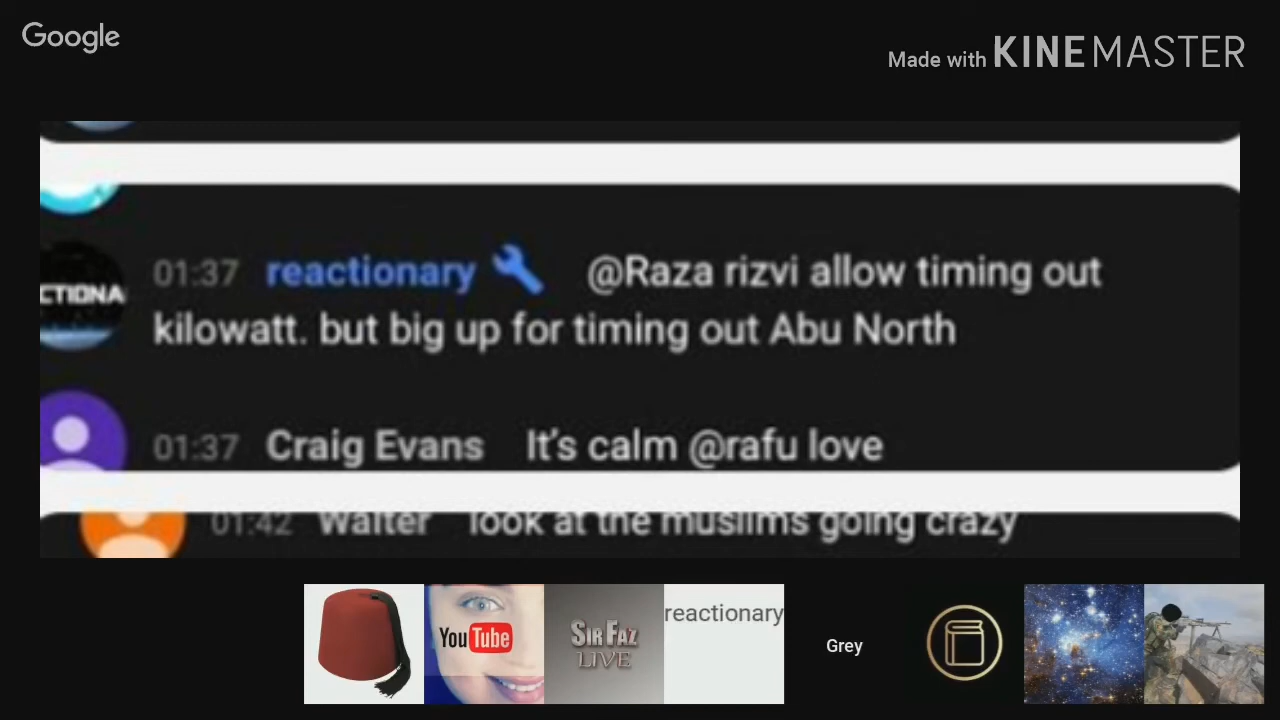 Google
Made with KINEMASTER
01:37 reactionary @Raza rizvi allow timing out
kilowatt. but big up for timing out Abu North
CTIONA
01:37 Craig Evans It's calm @rafu love
01:42 Walter look at the muslims going crazy
YouTube
SIR FAZ
LIVE
reactionary
Grey